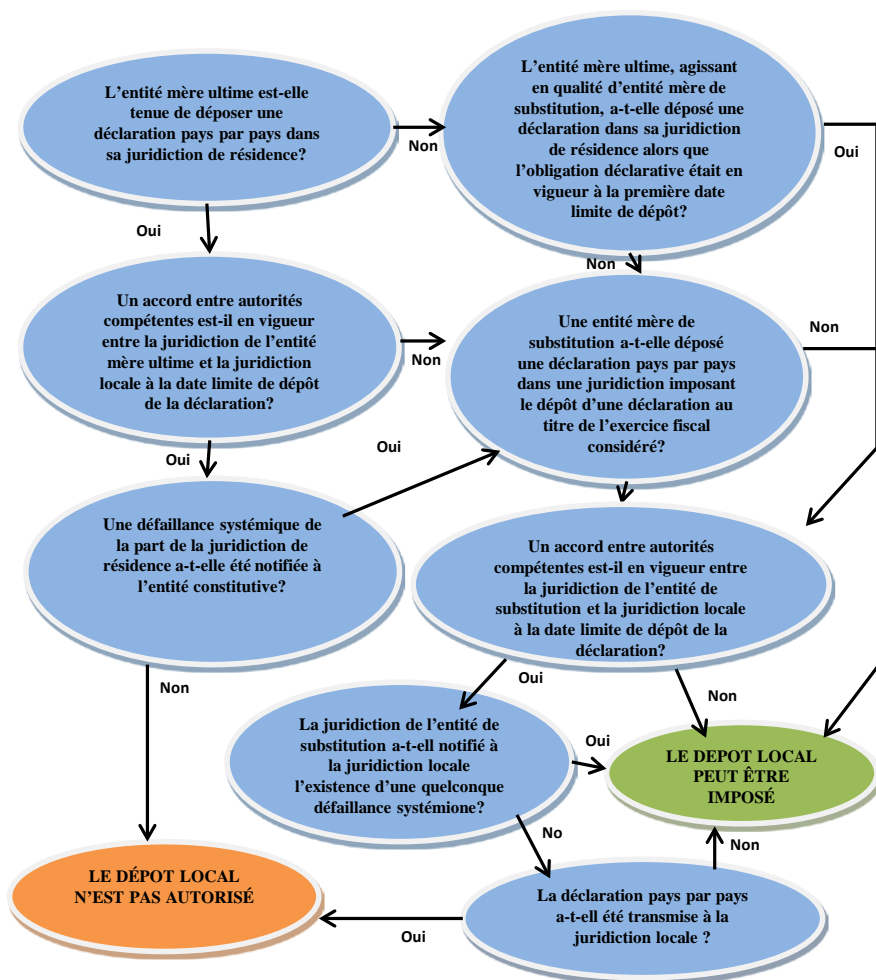 L'entité mère ultime est-elle
tenue de déposer une
déclaration pays par pays dans
sa juridiction de résidence?
Non
L'entité mère ultime, agissant
en qualité d'entité mère de
substitution, a-t-elle déposé une
déclaration dans sa juridiction
de résidence alors que
l'obligation déclarative était en
vigueur à la première date
limite de dépôt?
Oui
Oui
Non
Un accord entre autorités
compétentes est-il en vigueur
entre la juridiction de l'entité
mère ultime et la juridiction
locale à la date limite de dépôt
de la déclaration?
Non
Une entité mère de
substitution a-t-elle déposé
une déclaration pays par pays
dans une juridiction imposant
le dépôt d'une déclaration au
titre de l'exercice fiscal
considéré?
Non
Oui
Oui
Une défaillance systémique de
la part de la juridiction de
résidence a-t-elle été notifiée à
l'entité constitutive?
Un accord entre autorités
compétentes est-il en vigueur entre
la juridiction de l'entité de
substitution et la juridiction locale
à la date limite de dépôt de la
déclaration?
Non
Oui
Non
La juridiction de l'entité de
substitution a-t-ell notifié à
la juridiction locale
l'existence d'une quelconque
défaillance systémione?
Oui
LE DEPOT LOCAL
PEUT ÊTRE
IMPOSÉ
No
Non
LE DÉPOT LOCAL
N'EST PAS AUTORISÉ
Oui
La déclaration pays par pays
a-t-ell été transmise à la
juridiction locale ?